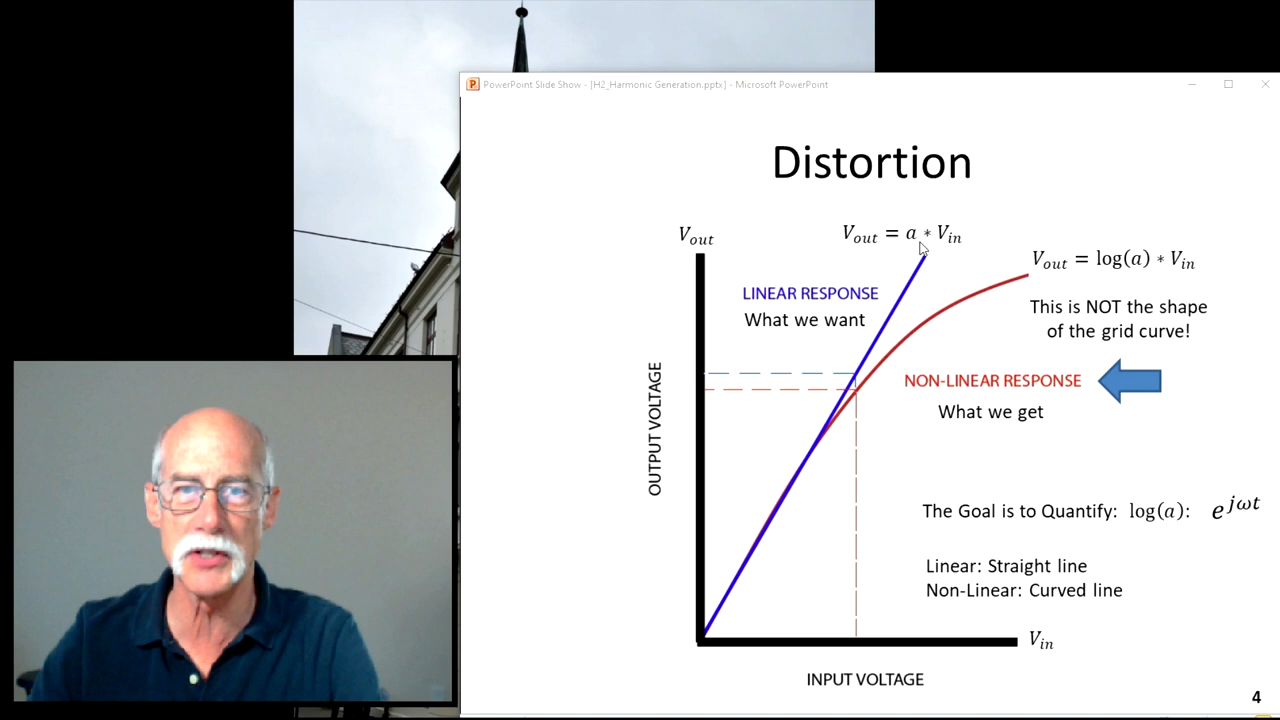 PowerPoint Slide Show - [H2_Harmonic Generation.pptx] - Microsoft PowerPoint
Distortion
V_out
V_out = a * V_in
V_out = log(a) * V_in
LINEAR RESPONSE
What we want
This is NOT the shape
of the grid curve!
OUTPUT VOLTAGE
NON-LINEAR RESPONSE
What we get
The Goal is to Quantify: log(a): e^jωt
Linear: Straight line
Non-Linear: Curved line
V_in
INPUT VOLTAGE
4